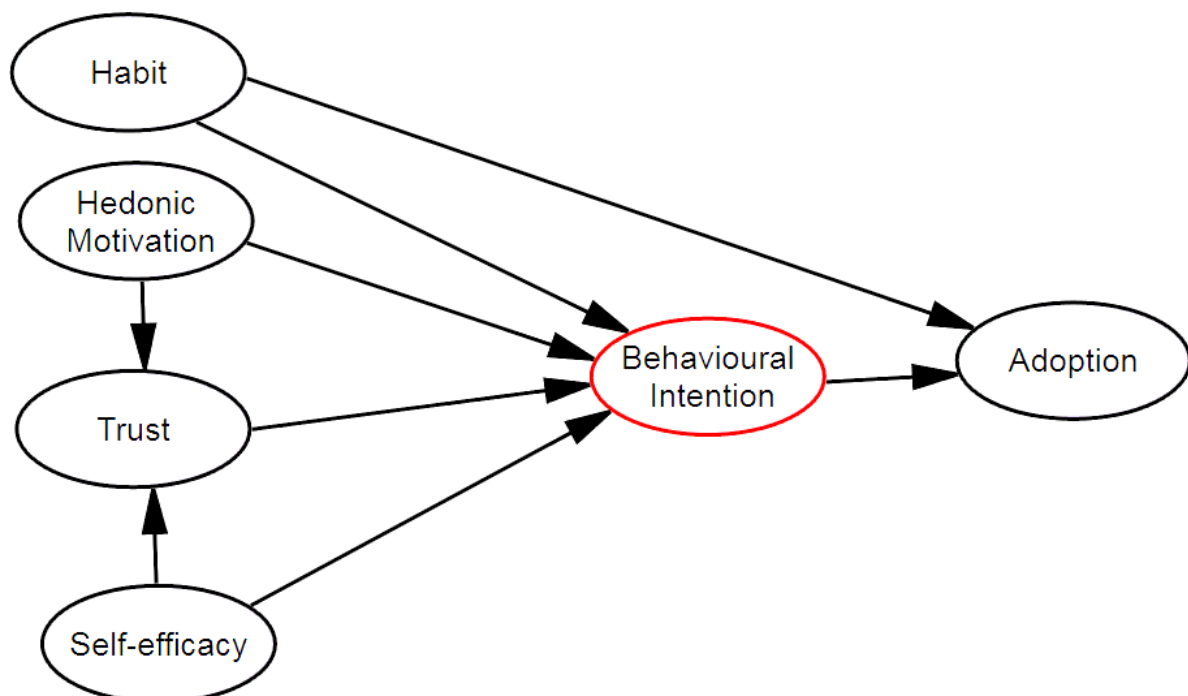 Habit
Hedonic
Motivation
Trust
Self-efficacy
Behavioural
Intention
Adoption